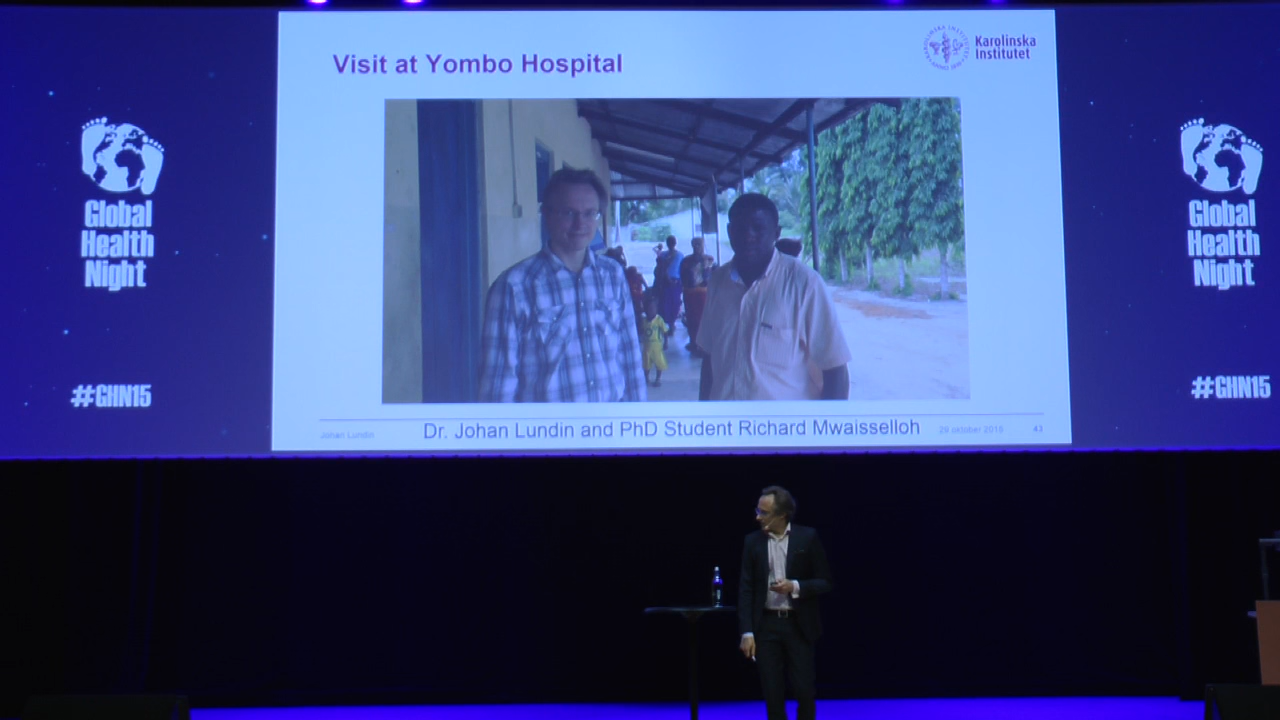 Visit at Yombo Hospital
Karolinska
Institutet
Global
Health
Night
#GHN15
Global
Health
Night
#GHN15
Johan Lundin
Dr. Johan Lundin and PhD Student Richard Mwaisselloh
29 oktober 2015
43